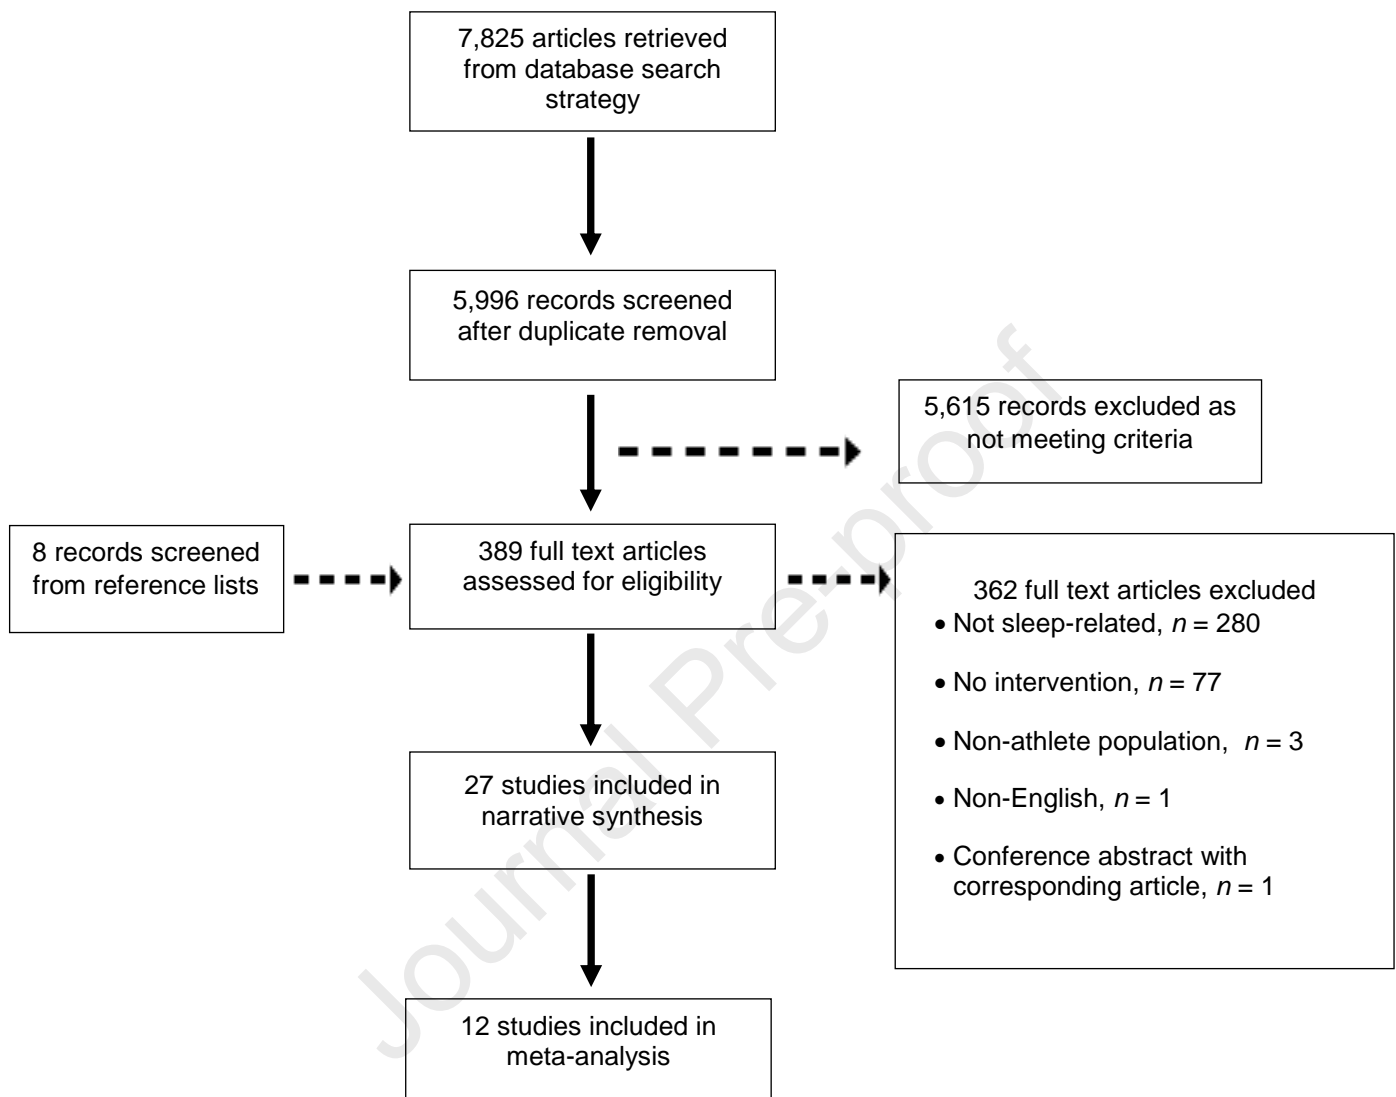 7,825 articles retrieved
from database search
strategy
5,996 records screened
after duplicate removal
5,615 records excluded as
not meeting criteria
8 records screened
from reference lists
389 full text articles
assessed for eligibility
362 full text articles excluded
• Not sleep-related, n = 280
• No intervention, n = 77
• Non-athlete population, n = 3
• Non-English, n = 1
• Conference abstract with
corresponding article, n = 1
27 studies included in
narrative synthesis
12 studies included in
meta-analysis
Journal Pre-proof